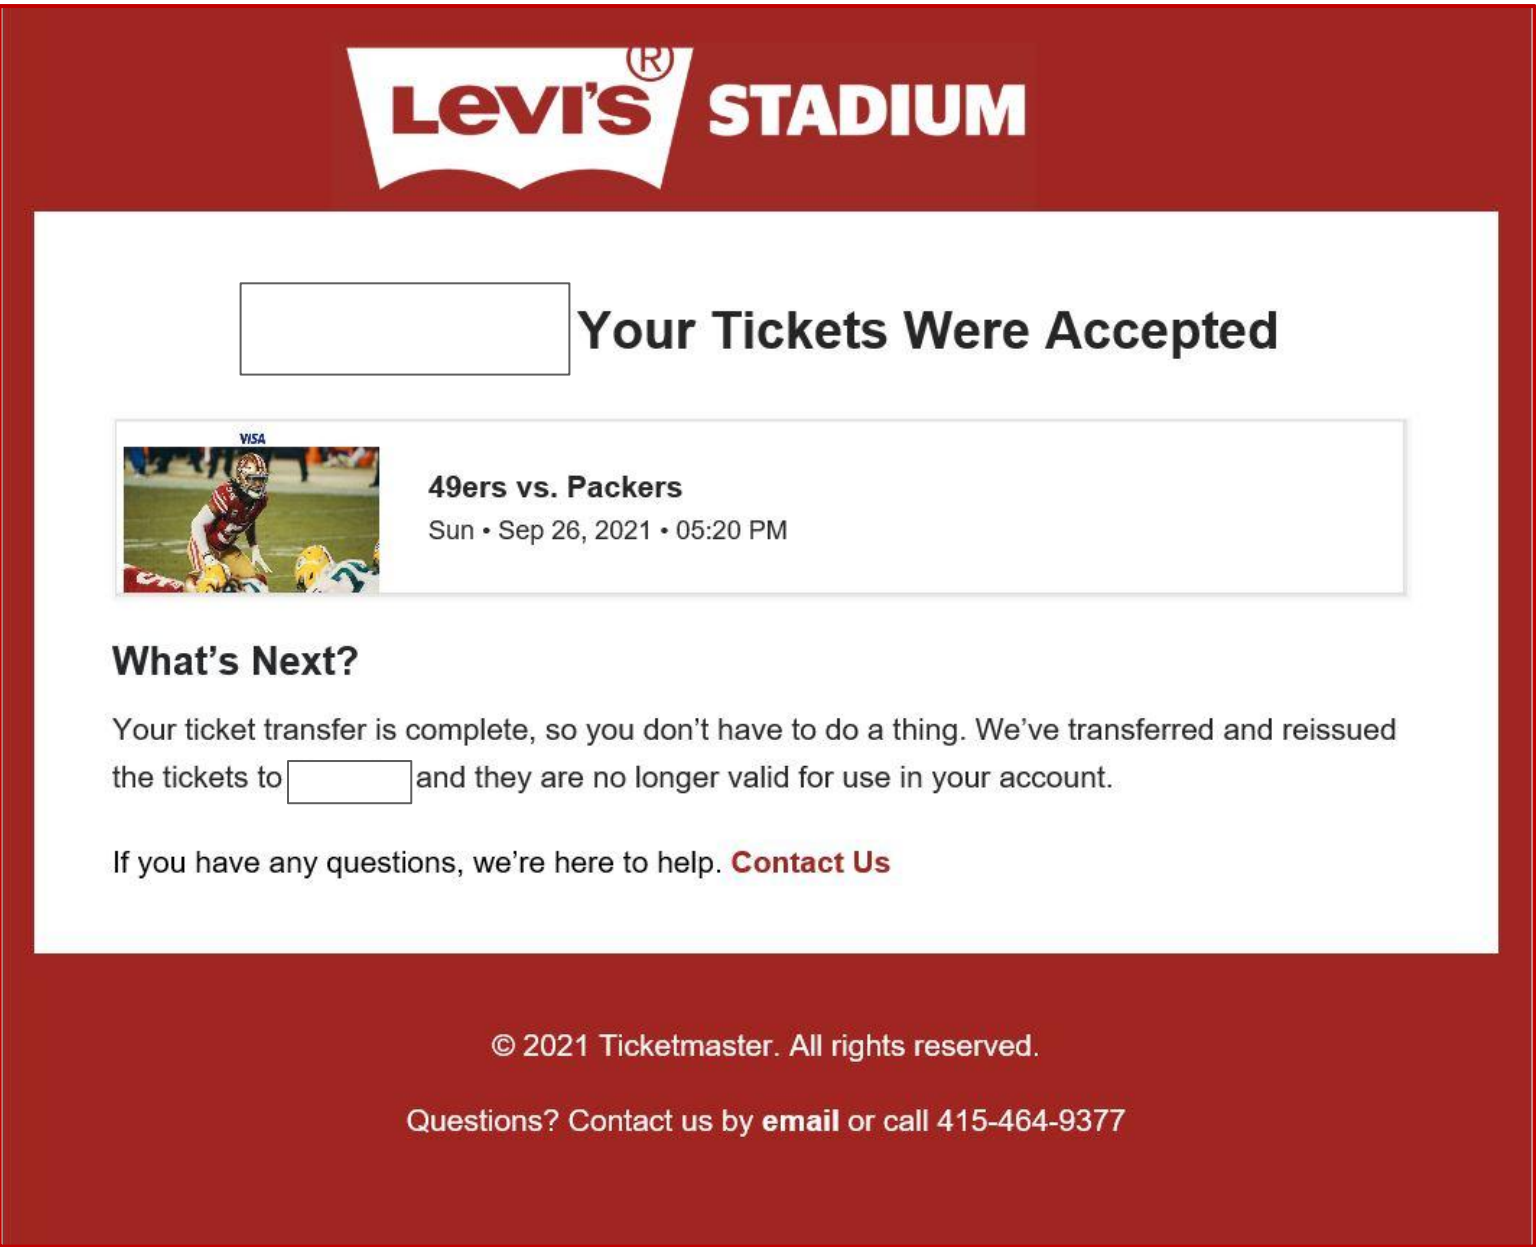 LEVI'S® STADIUM
Your Tickets Were Accepted
VISA
49ers vs. Packers
Sun • Sep 26, 2021 • 05:20 PM
What’s Next?
Your ticket transfer is complete, so you don’t have to do a thing. We’ve transferred and reissued
the tickets to and they are no longer valid for use in your account.
If you have any questions, we’re here to help. Contact Us
© 2021 Ticketmaster. All rights reserved.
Questions? Contact us by email or call 415-464-9377